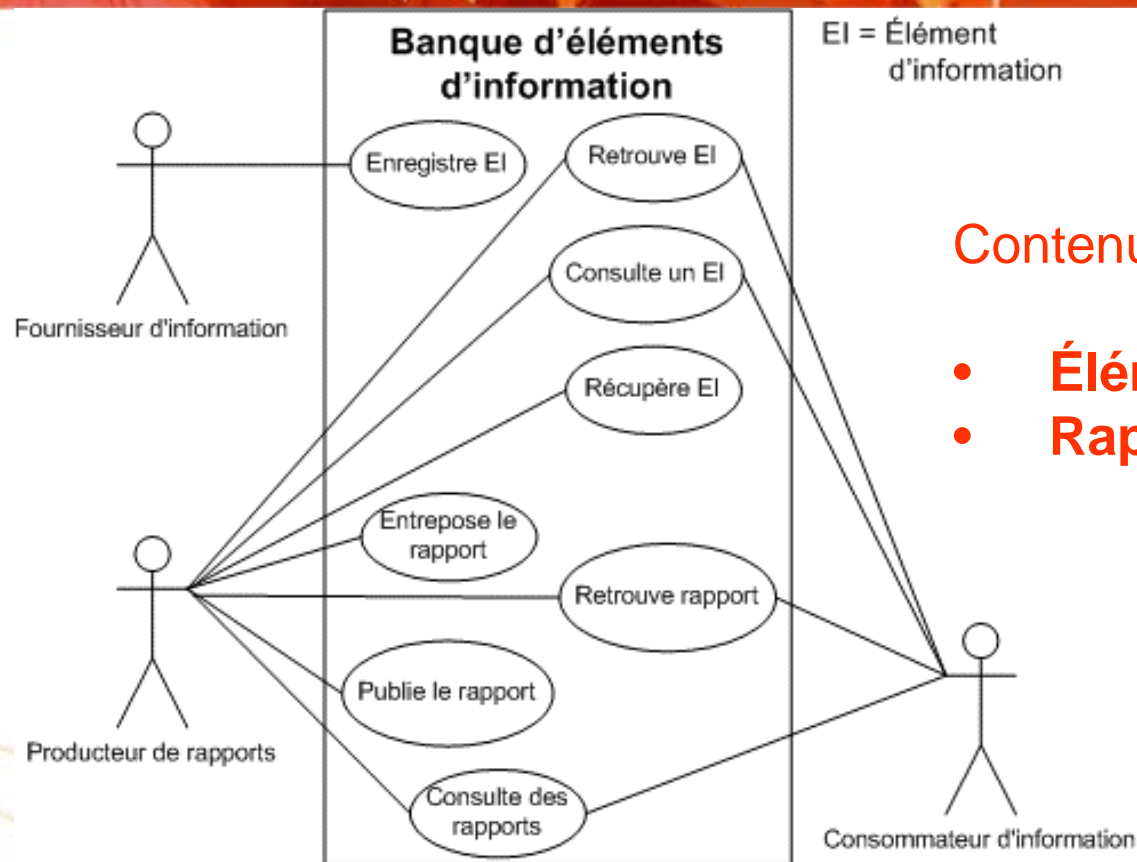 Banque d'éléments
d'information
EI = Élément
d'information
Enregistre EI
Retrouve EI
Consulte un EI
Récupère EI
Entrepose le
rapport
Retrouve rapport
Publie le rapport
Consulte des
rapports
Fournisseur d'information
Producteur de rapports
Consommateur d'information
Contenu
•
•